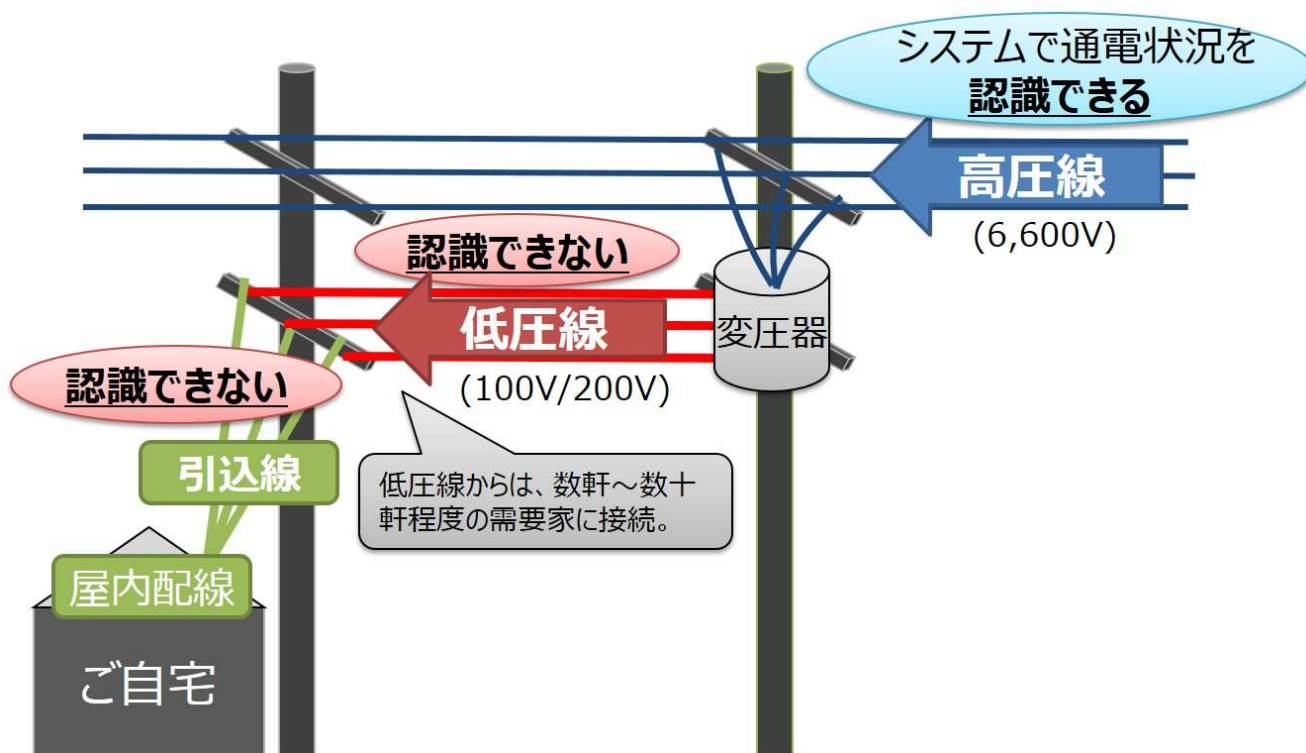 システムで通電状況を
認識できる
高圧線
(6,600V)
認識できない
低圧線
変圧器
(100V/200V)
認識できない
引込線
低圧線からは、数軒～数十
軒程度の需要家に接続。
屋内配線
ご自宅